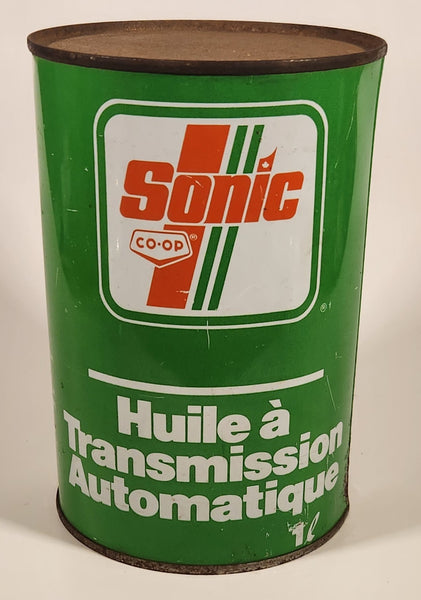 Sonic
CO-OP®
®
Huile à
Transmission
Automatique
1ℓ